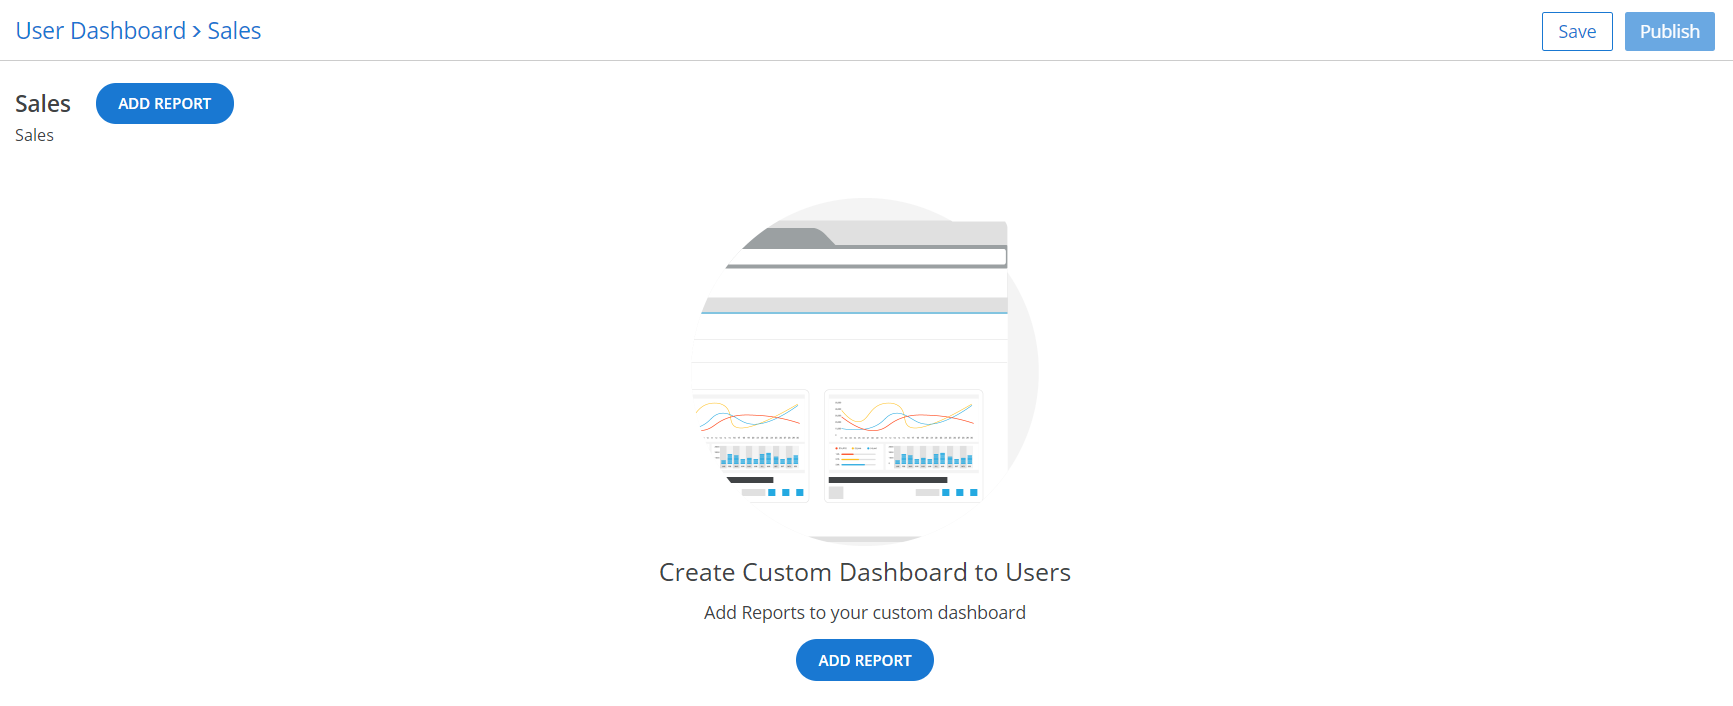 User Dashboard > Sales
Save
Publish
Sales
ADD REPORT
Sales
Create Custom Dashboard to Users
Add Reports to your custom dashboard
ADD REPORT